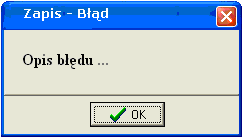 Zapis - Błąd
Opis błędu ...
OK